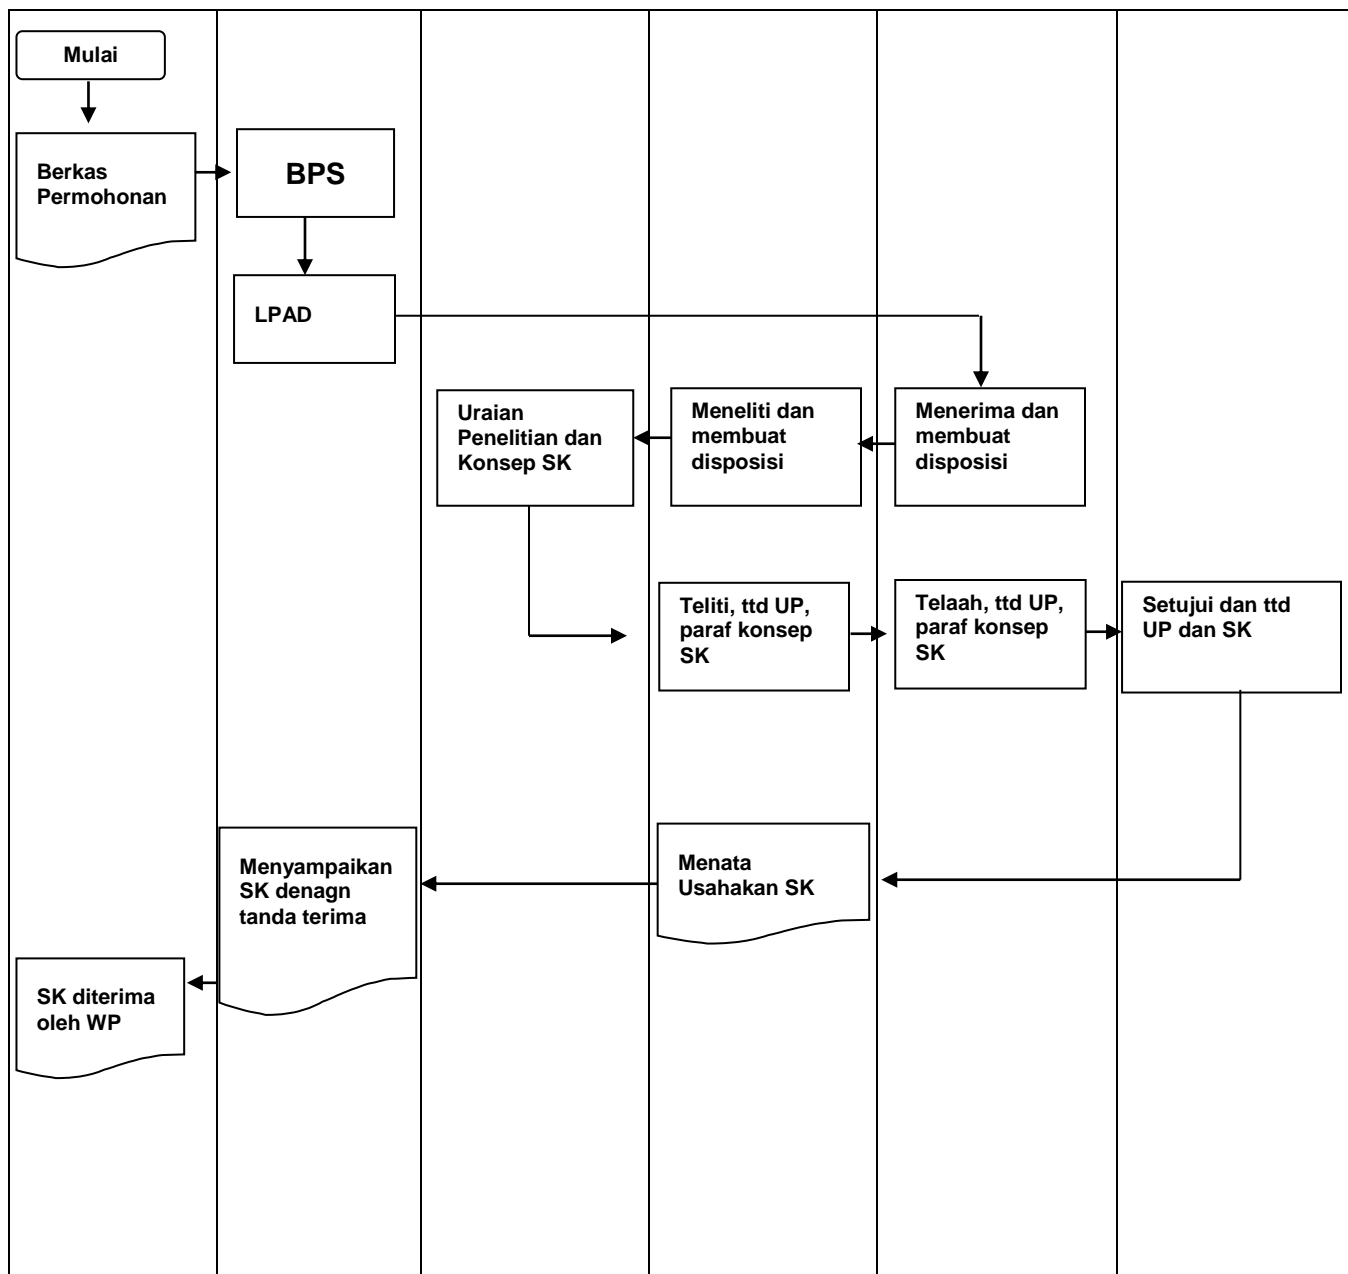 Mulai
Berkas
Permohonan
BPS
LPAD
Uraian
Penelitian dan
Konsep SK
Meneliti dan
membuat
disposisi
Menerima dan
membuat
disposisi
Teliti, ttd UP,
paraf konsep
SK
Telaah, ttd UP,
paraf konsep
SK
Setujui dan ttd
UP dan SK
Menyampaikan
SK denagn
tanda terima
Menata
Usahakan SK
SK diterima
oleh WP